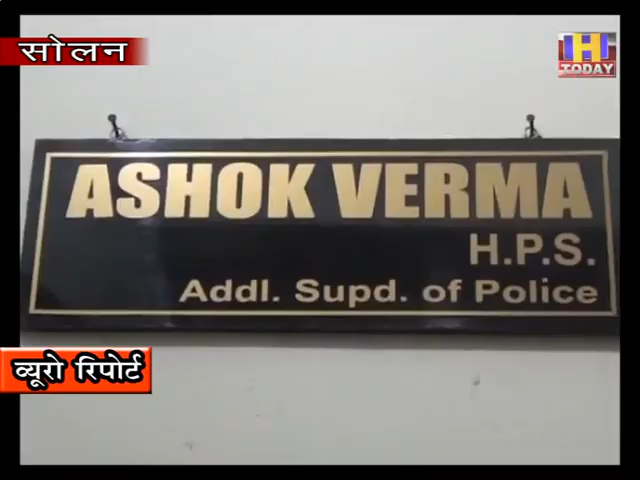 सोलन
H
TODAY
ASHOK VERMA
H.P.S.
Addl. Supd. of Police
ब्यूरो रिपोर्ट